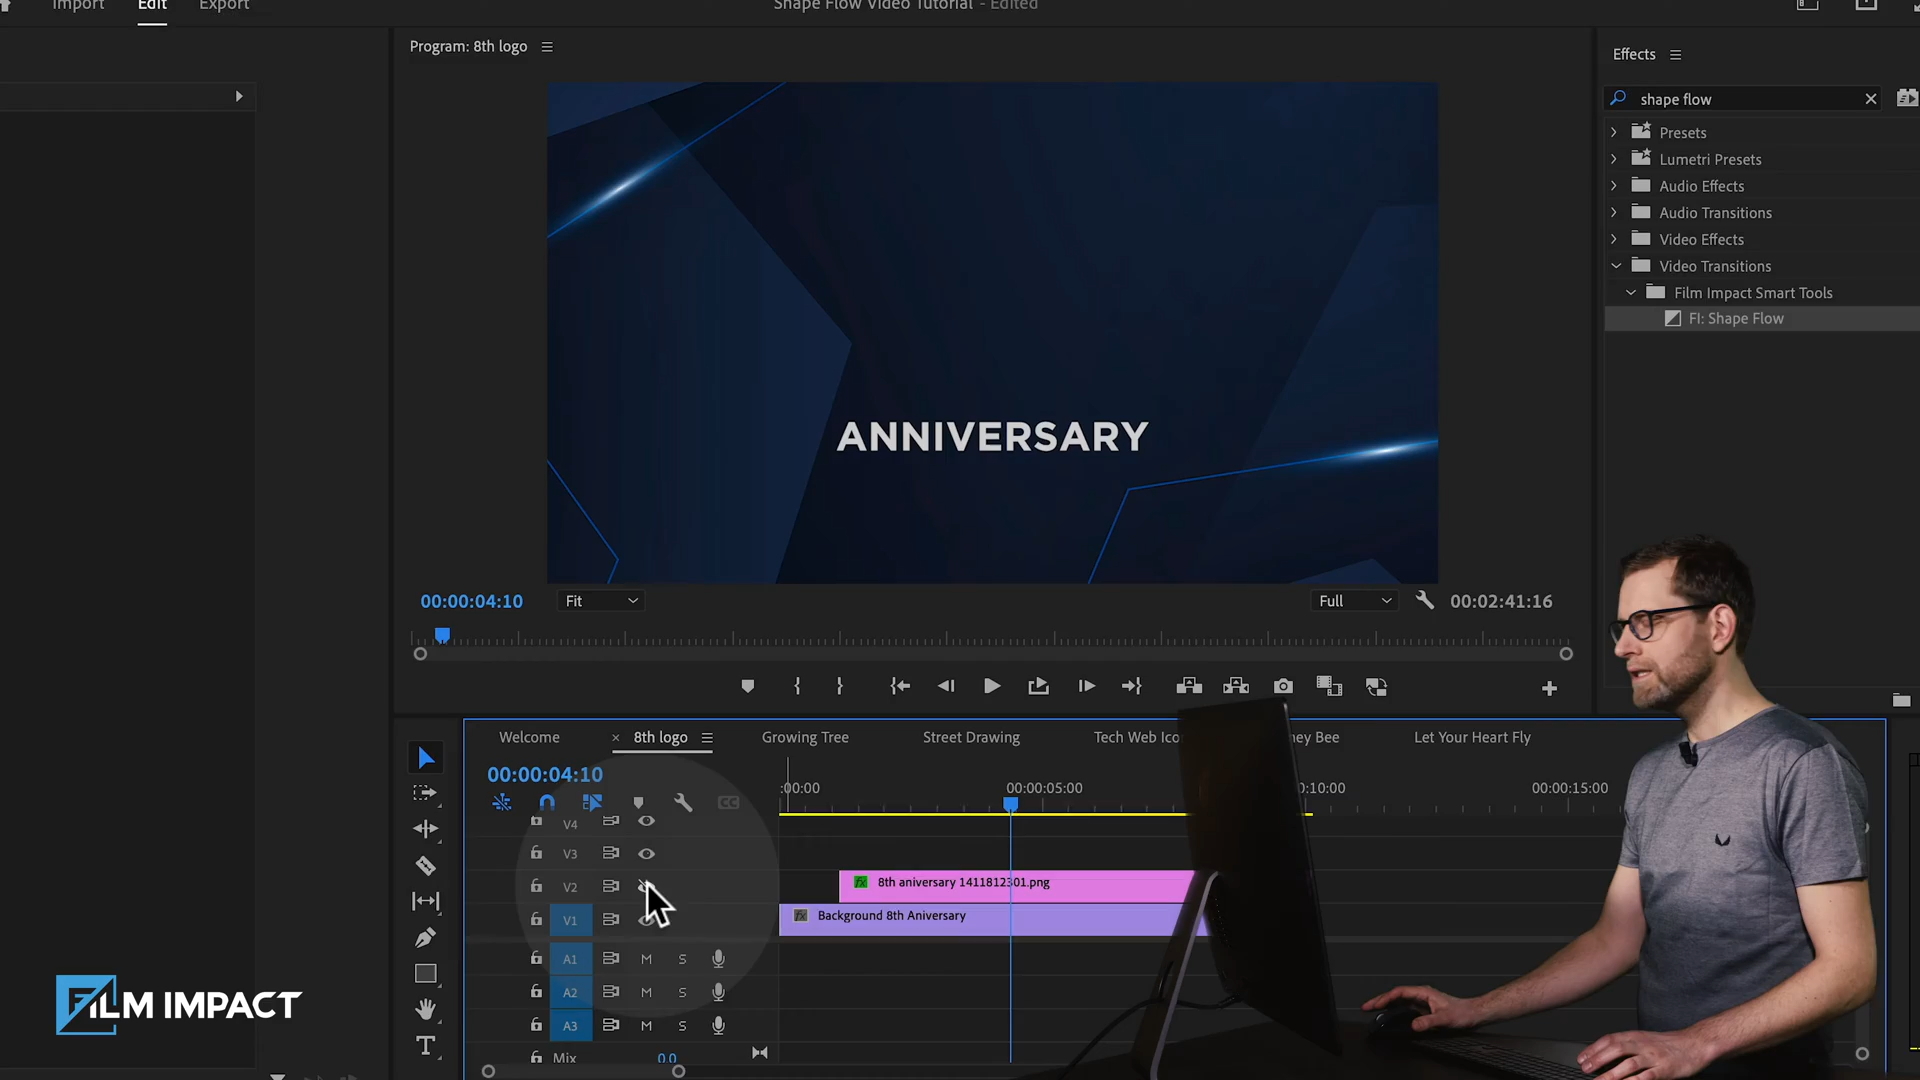 Import
Edit
Export
Shape Flow Video Tutorial - Edited
Program: 8th logo
Effects
shape flow
Presets
Lumetri Presets
Audio Effects
Audio Transitions
Video Effects
Video Transitions
Film Impact Smart Tools
FI: Shape Flow
ANNIVERSARY
00:00:04:10
Fit
Full
00:02:41:16
Welcome
8th logo
Growing Tree
Street Drawing
Tech Web
Bee
Let Your Heart Fly
00:00:04:10
:00:00
00:00:05:00
:10:00
00:00:15:00
V4
V3
V2
8th aniversary 1411812301.png
V1
Background 8th Aniversary
A1 M S
A2 M S
A3 M S
Mix 0.0
FILM IMPACT